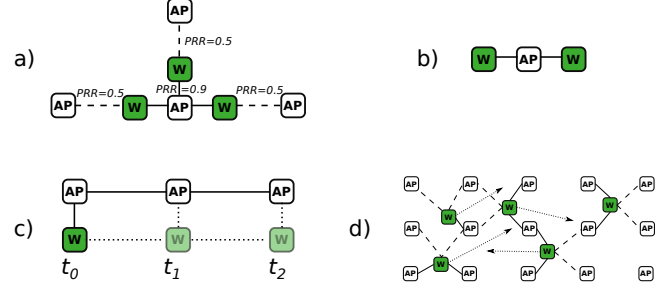 a)
AP
PRR=0.5
W
PRR=0.5 PRR=0.9 PRR=0.5
AP W AP W AP
b)
W AP W
c)
AP AP AP
W W W
t0 t1 t2
d)
AP AP AP AP AP
W W W
AP AP AP AP AP
W W
AP AP AP AP AP